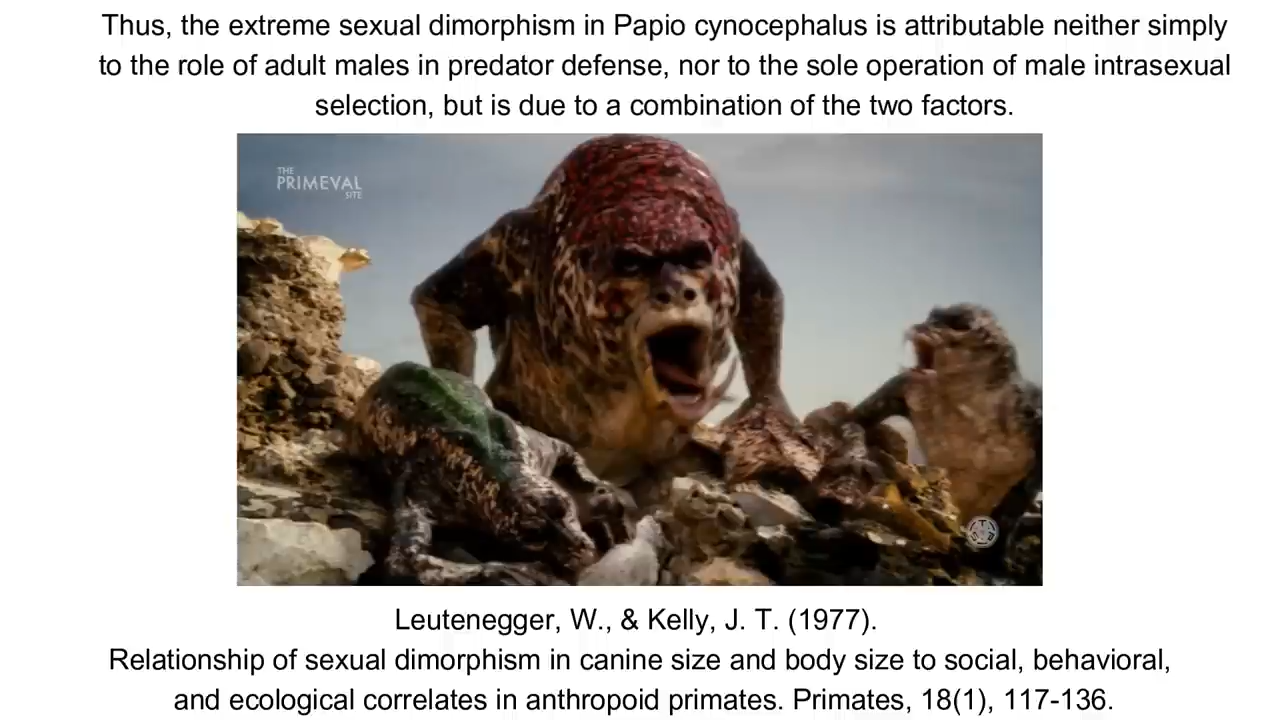 Thus, the extreme sexual dimorphism in Papio cynocephalus is attributable neither simply
to the role of adult males in predator defense, nor to the sole operation of male intrasexual
selection, but is due to a combination of the two factors.
THE
PRIMEVAL
SITE
Leutenegger, W., & Kelly, J. T. (1977).
Relationship of sexual dimorphism in canine size and body size to social, behavioral,
and ecological correlates in anthropoid primates. Primates, 18(1), 117-136.